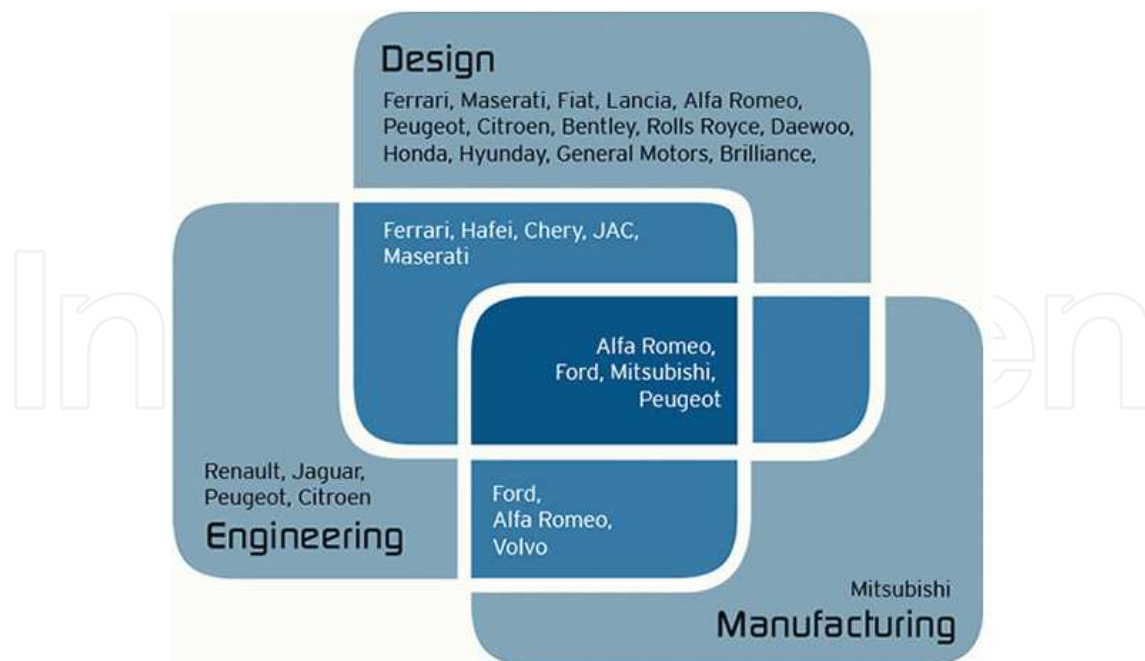 Design
Ferrari, Maserati, Fiat, Lancia, Alfa Romeo,
Peugeot, Citroen, Bentley, Rolls Royce, Daewoo,
Honda, Hyunday, General Motors, Brilliance,
Ferrari, Hafei, Chery, JAC,
Maserati
Alfa Romeo,
Ford, Mitsubishi,
Peugeot
Renault, Jaguar,
Peugeot, Citroen
Engineering
Ford,
Alfa Romeo,
Volvo
Mitsubishi
Manufacturing